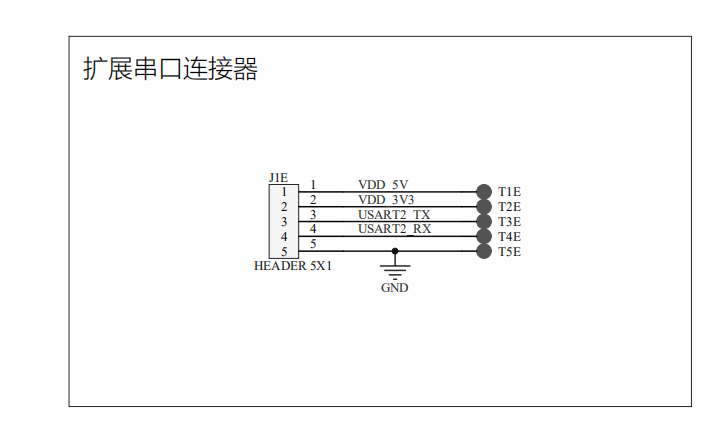 扩展串口连接器
J1E
1 1 VDD_5V T1E
2 2 VDD_3V3 T2E
3 3 USART2_TX T3E
4 4 USART2_RX T4E
5 5 T5E
HEADER 5X1
GND